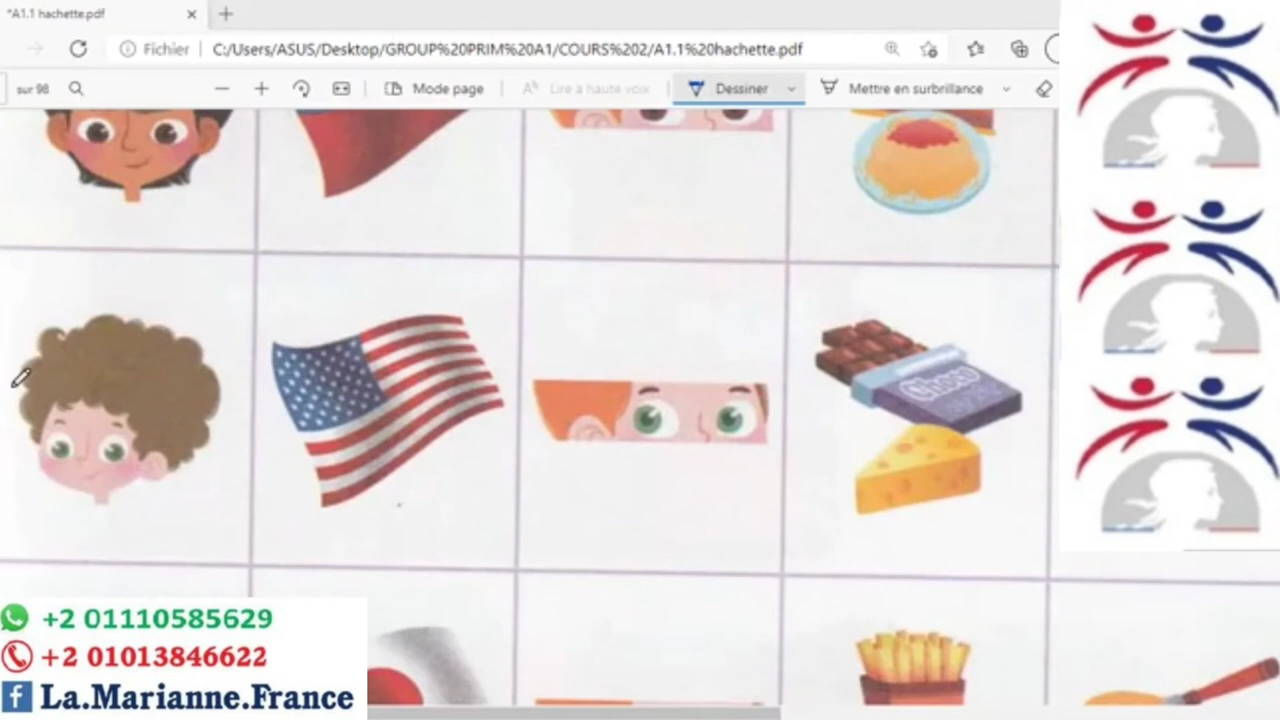 *A1.1 hachette.pdf
Fichier C:/Users/ASUS/Desktop/GROUP%20PRIM%20A1/COURS%202/A1.1%20hachette.pdf
sur 98 Mode page Lire à haute voix Dessiner Mettre en surbrillance
Choco
+2 01110585629
+2 01013846622
La.Marianne.France